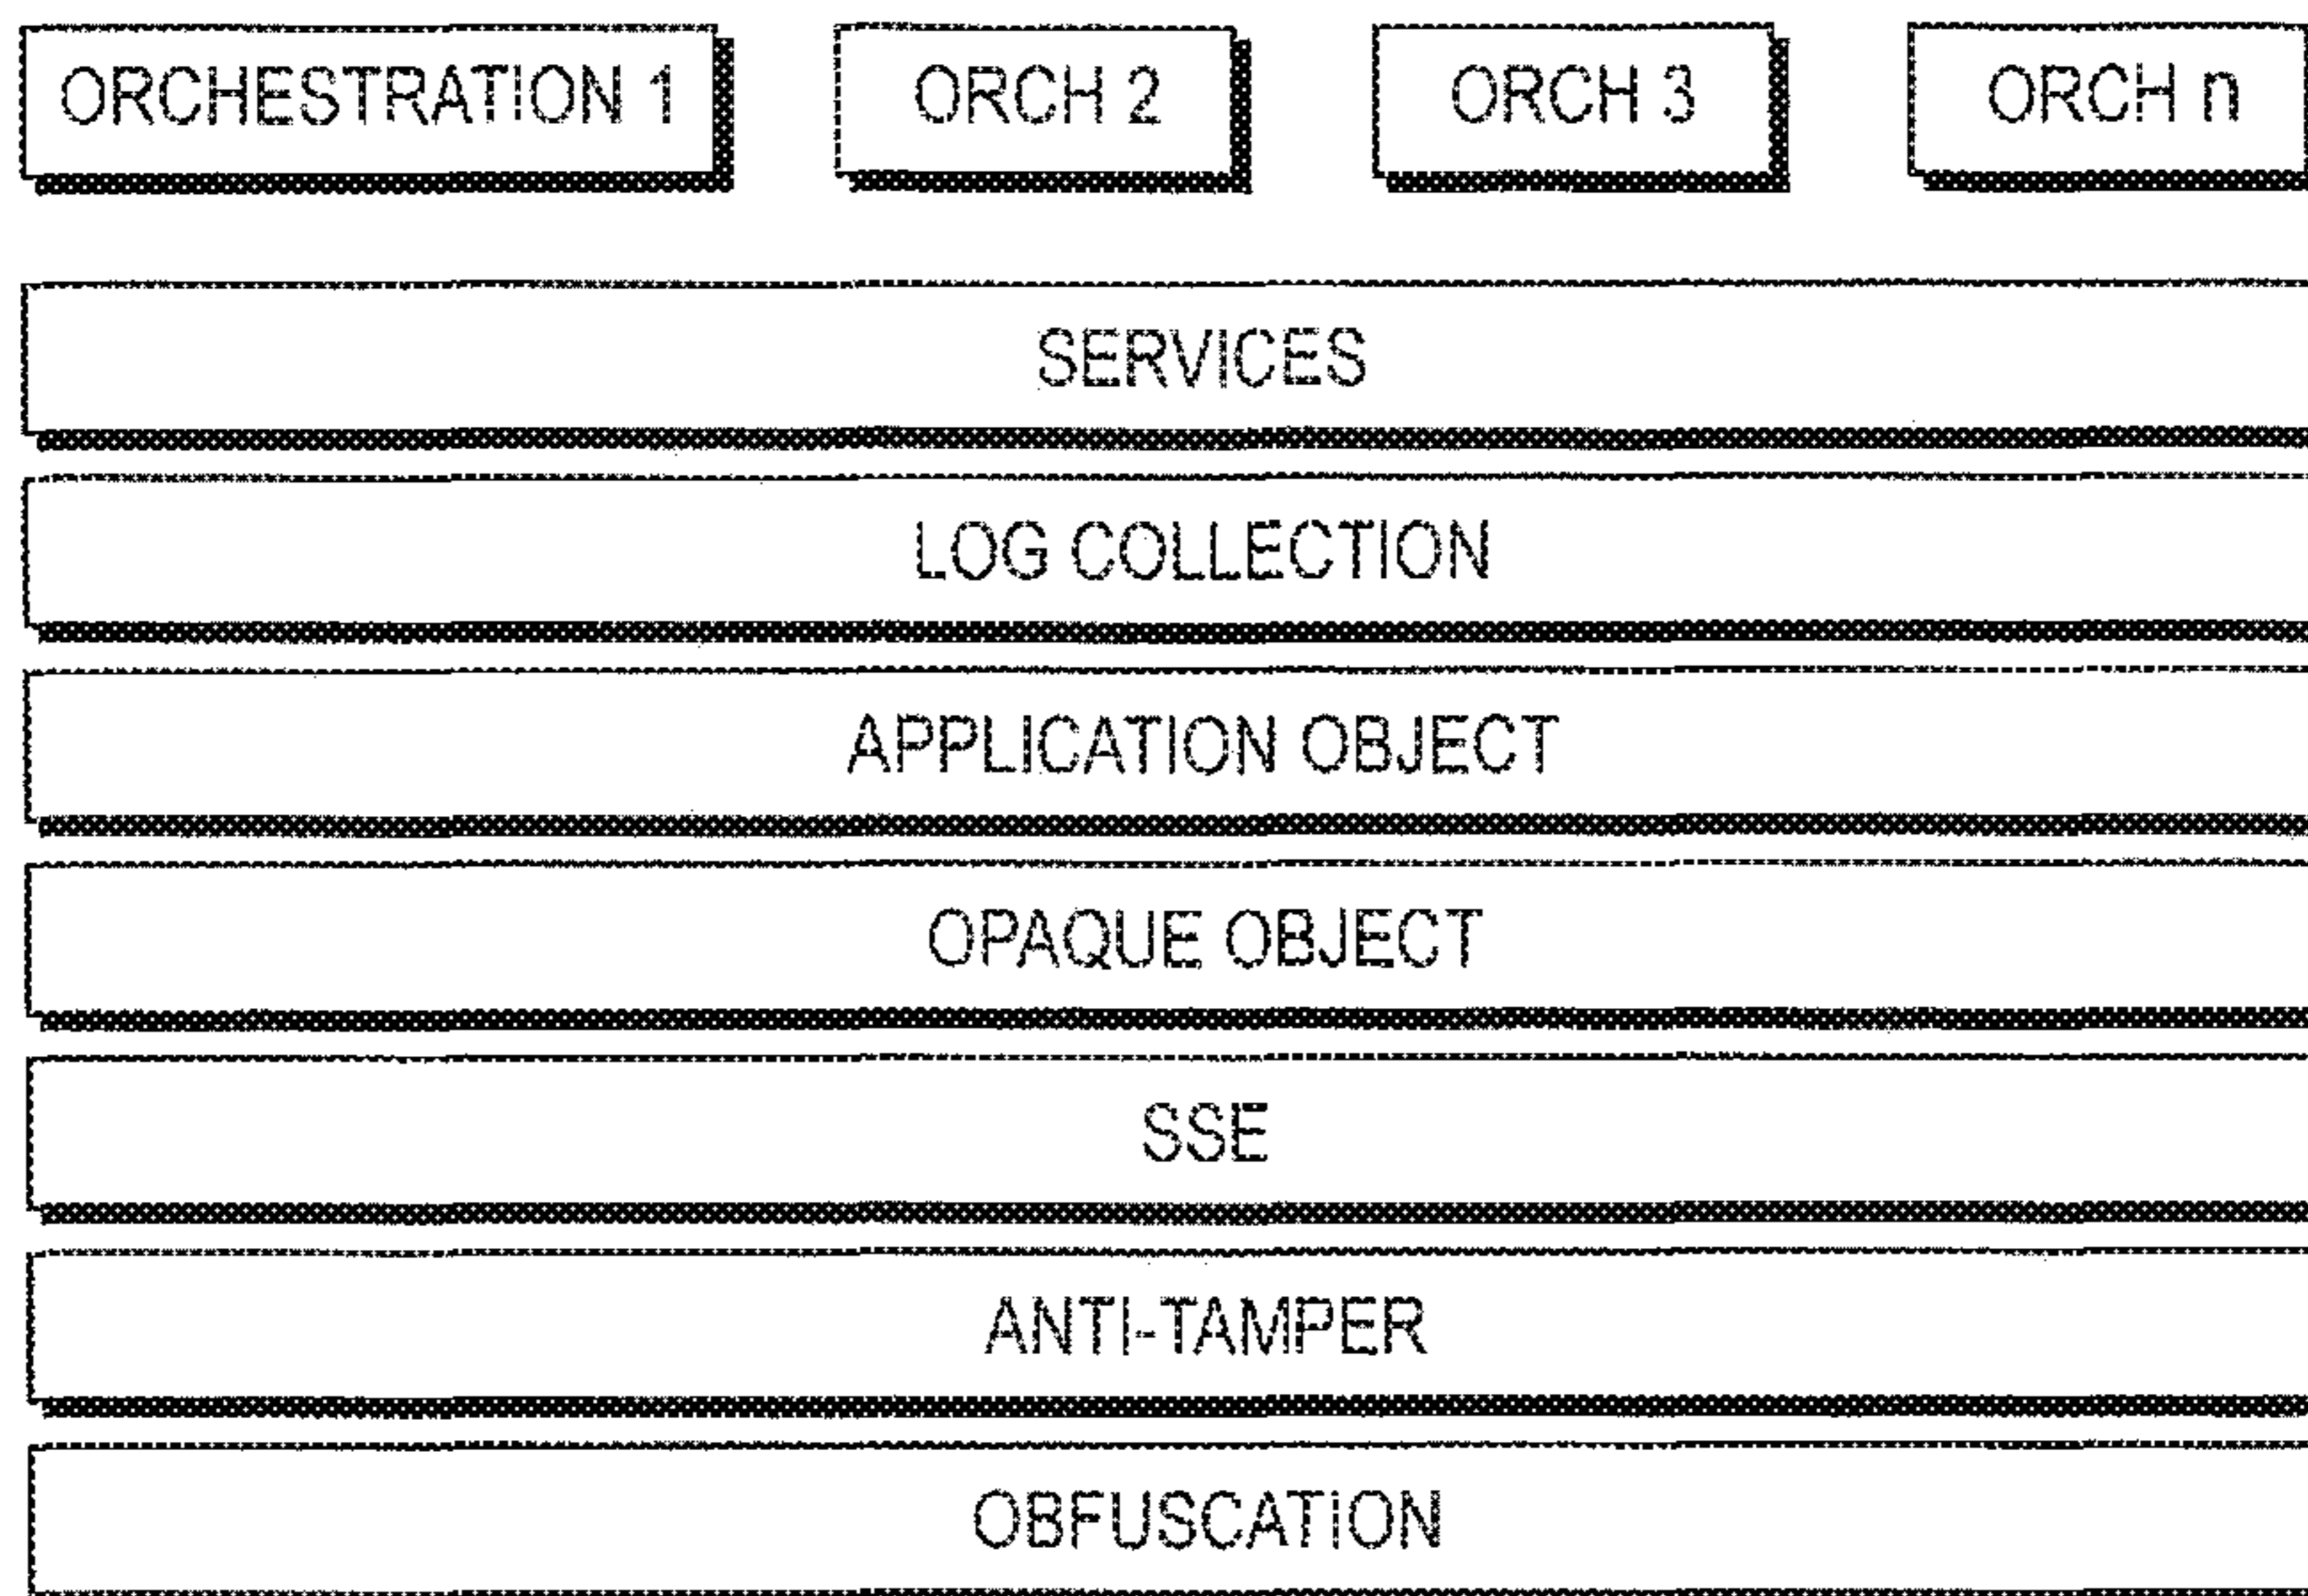 ORCHESTRATION 1 ORCH 2 ORCH 3 ORCH n
SERVICES
LOG COLLECTION
APPLICATION OBJECT
OPAQUE OBJECT
SSE
ANTI-TAMPER
OBFUSCATION